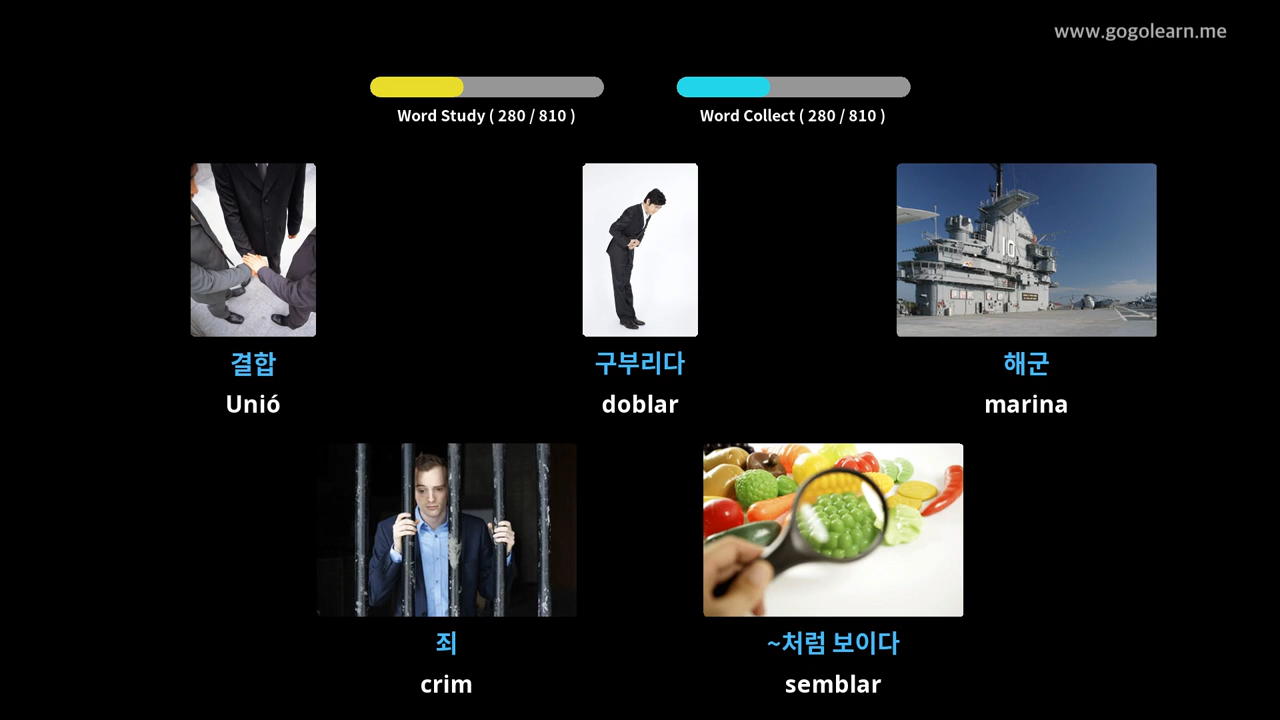 www.gogolearn.me
Word Study ( 280 / 810 )
Word Collect ( 280 / 810 )
결합
Unió
구부리다
doblar
해군
marina
죄
crim
~처럼 보이다
semblar